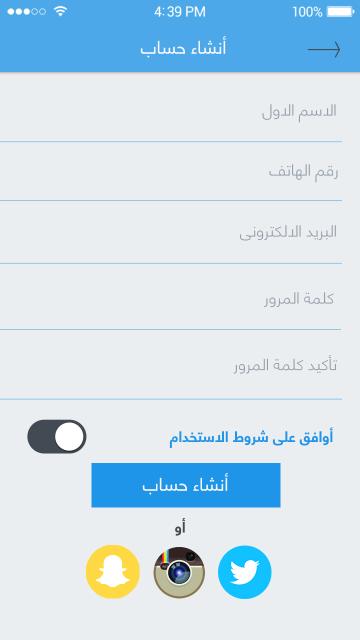 4:39 PM
100%
أنشاء حساب
الاسم الاول
رقم الهاتف
البريد الالكترونى
كلمة المرور
تأكيد كلمة المرور
أوافق على شروط الاستخدام
أنشاء حساب
أو